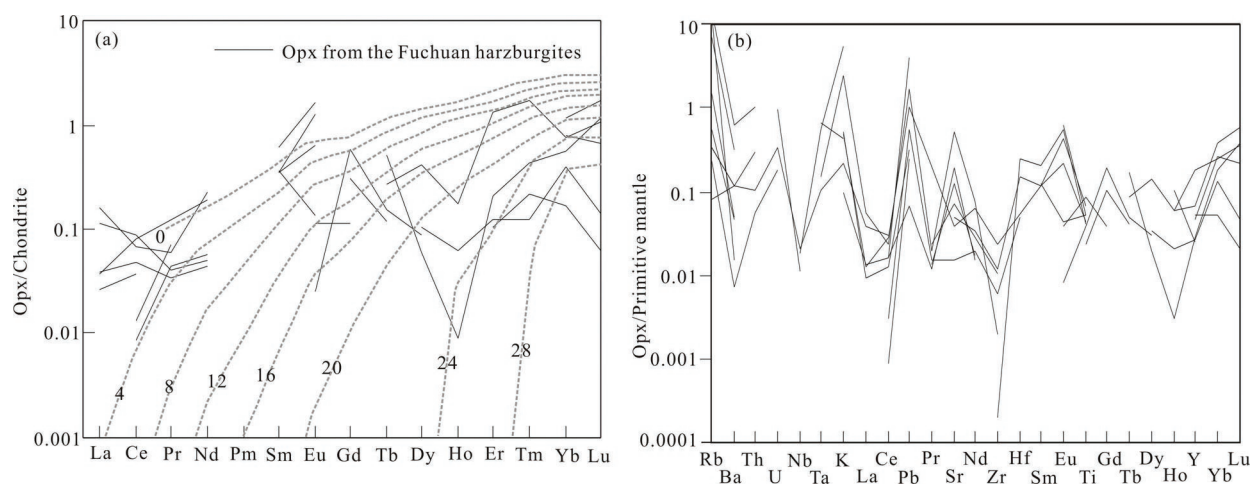 (a)
Opx from the Fuchuan harzburgites
Opx/Chondrite
10
1
0.1
0.01
0.001
0
4
8
12
16
20
24
28
La Ce Pr Nd Pm Sm Eu Gd Tb Dy Ho Er Tm Yb Lu
(b)
Opx/Primitive mantle
10
1
0.1
0.01
0.001
0.0001
Rb Th Nb K Ce Pr Nd Hf Eu Gd Dy Y Lu
Ba U Ta La Pb Sr Zr Sm Ti Tb Ho Yb